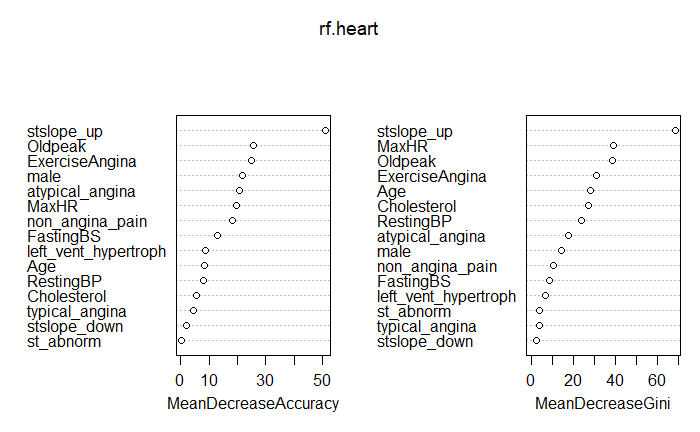 rf.heart
stslope_up
Oldpeak
ExerciseAngina
male
atypical_angina
MaxHR
non_angina_pain
FastingBS
left_vent_hypertroph
Age
RestingBP
Cholesterol
typical_angina
stslope_down
st_abnorm
0 10 30 50
MeanDecreaseAccuracy
stslope_up
MaxHR
Oldpeak
ExerciseAngina
Age
Cholesterol
RestingBP
atypical_angina
male
non_angina_pain
FastingBS
left_vent_hypertroph
st_abnorm
typical_angina
stslope_down
0 20 40 60
MeanDecreaseGini